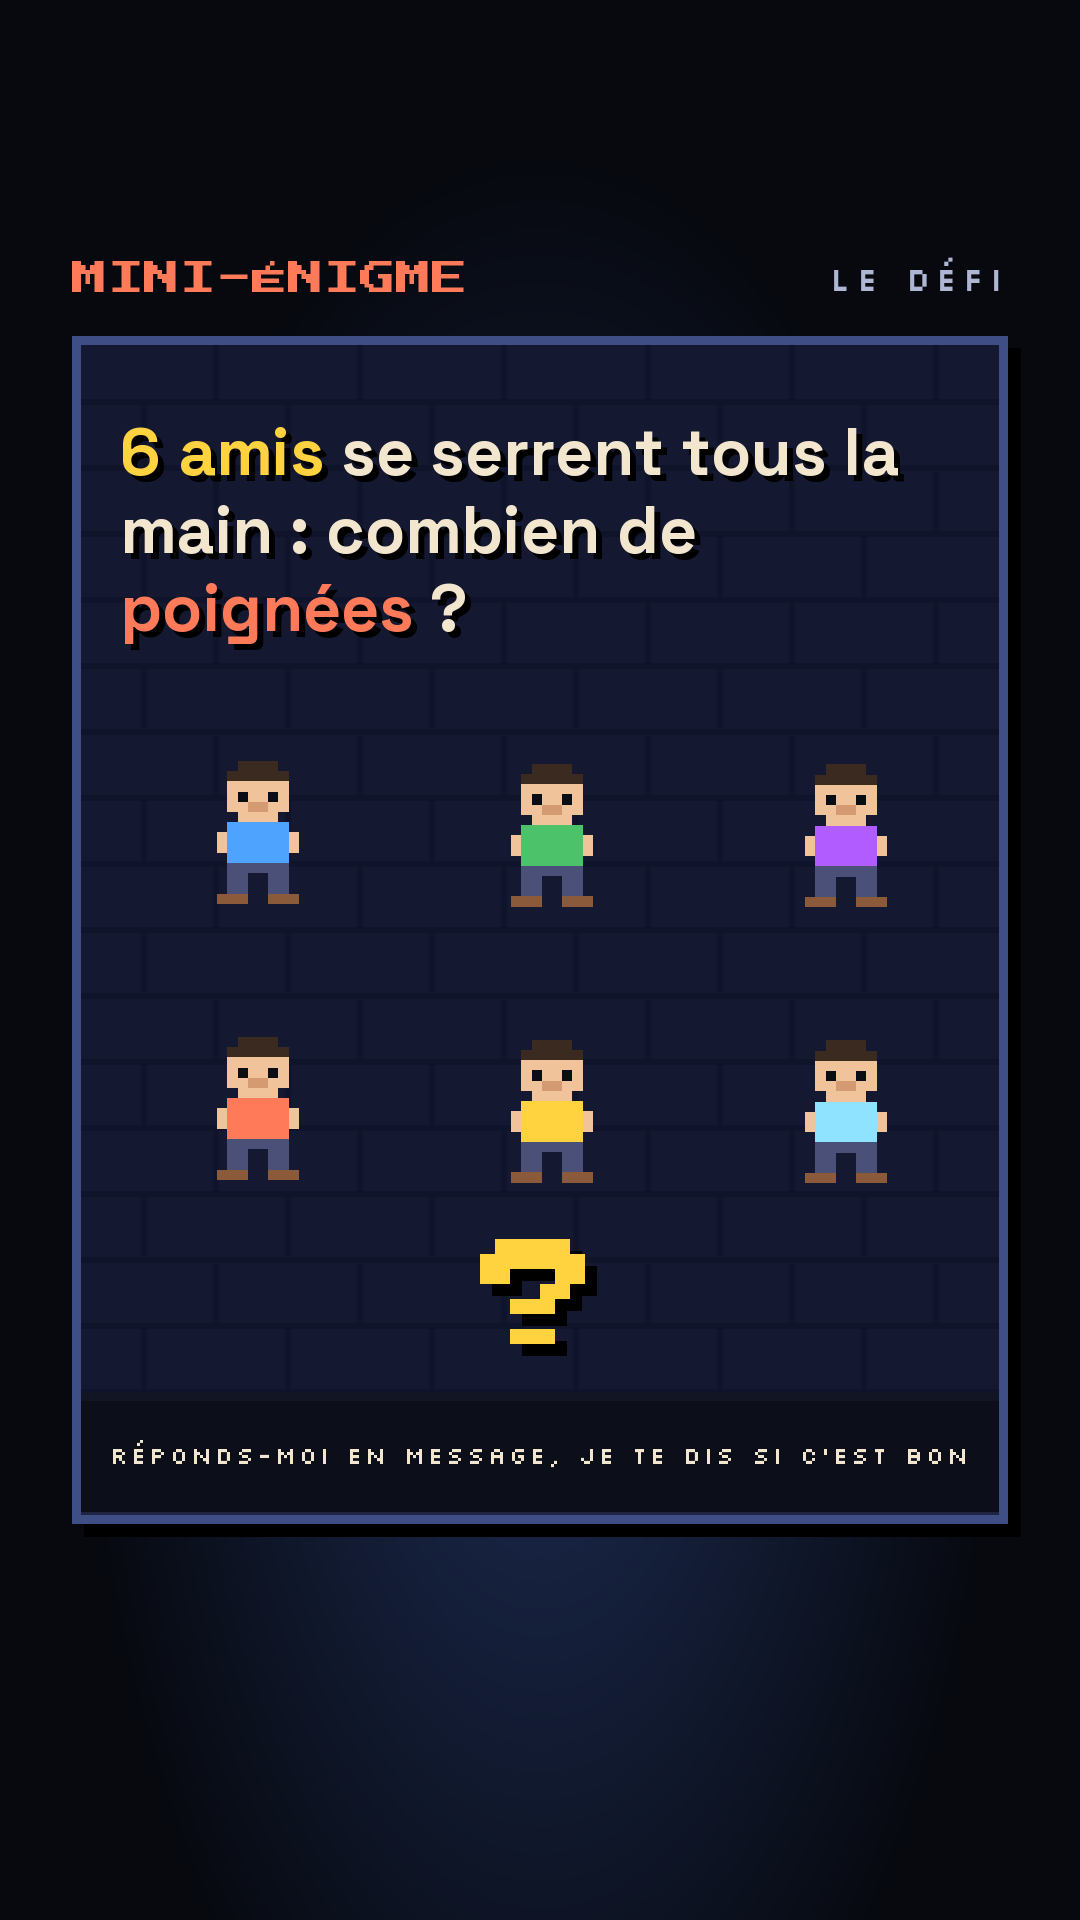 MINI-ÉNIGME
LE DÉFI
6 amis se serrent tous la
main : combien de
poignées ?
?
RÉPONDS-MOI EN MESSAGE, JE TE DIS SI C'EST BON